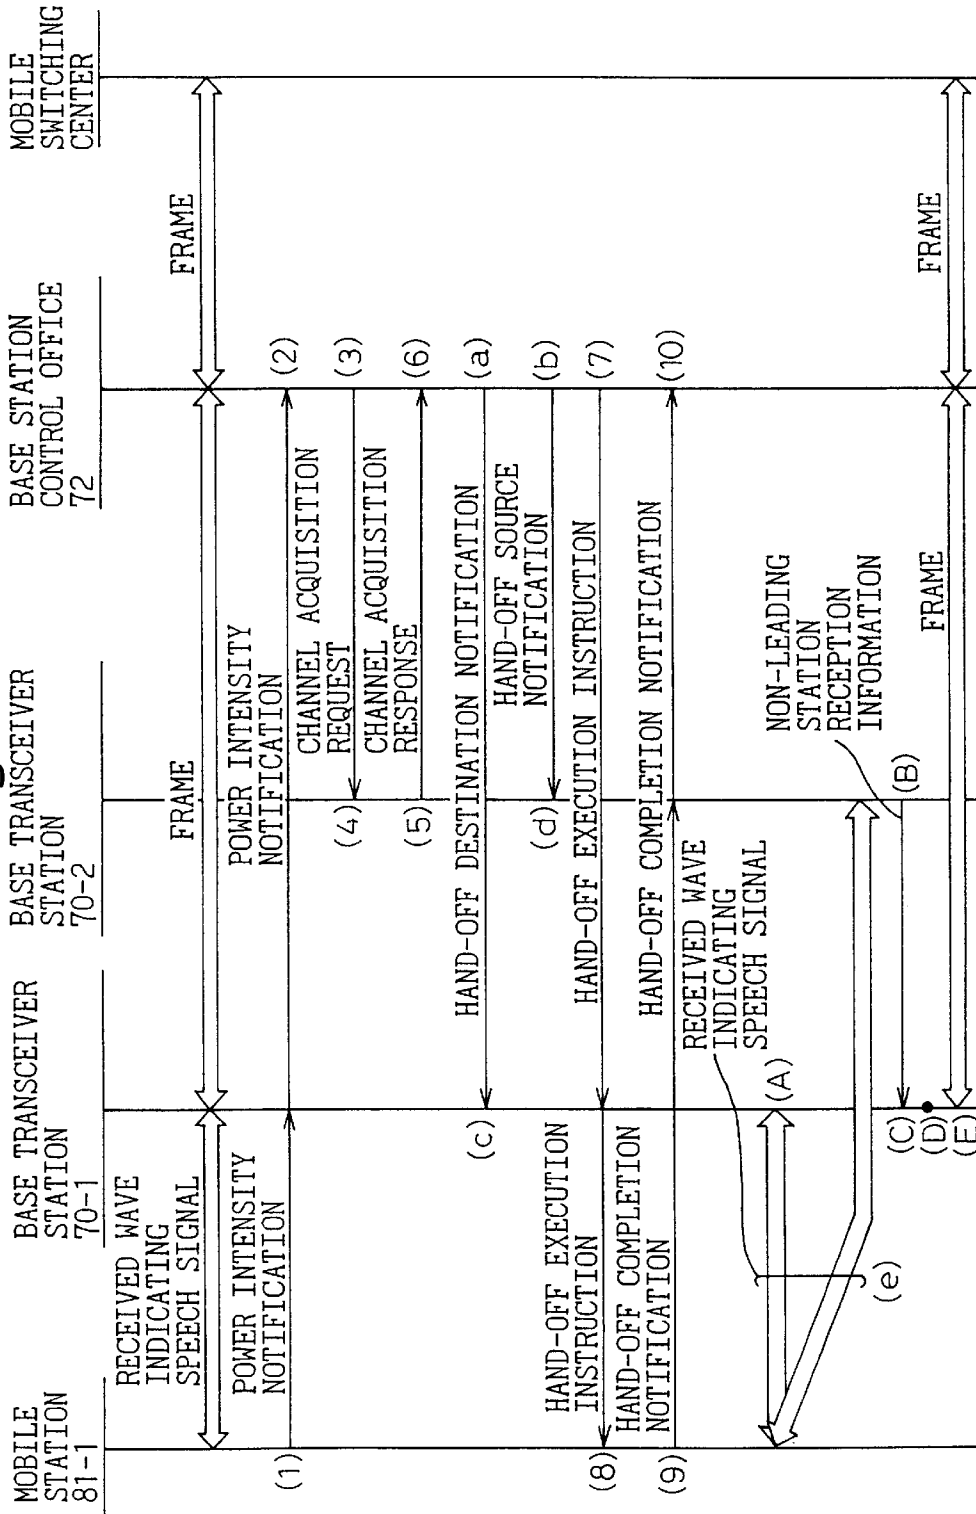 MOBILE
STATION
81-1
BASE TRANSCEIVER
STATION
70-1
BASE TRANSCEIVER
STATION
70-2
BASE STATION
CONTROL OFFICE
72
MOBILE
SWITCHING
CENTER
RECEIVED WAVE
INDICATING
SPEECH SIGNAL
FRAME
FRAME
POWER INTENSITY
NOTIFICATION
POWER INTENSITY
NOTIFICATION
(1)
(2)
CHANNEL ACQUISITION
REQUEST
(3)
(4)
CHANNEL ACQUISITION
RESPONSE
(5)
(6)
HAND-OFF DESTINATION NOTIFICATION
(a)
(c)
HAND-OFF SOURCE
NOTIFICATION
(b)
(d)
HAND-OFF EXECUTION INSTRUCTION
(7)
HAND-OFF EXECUTION
INSTRUCTION
(8)
HAND-OFF COMPLETION
NOTIFICATION
(9)
HAND-OFF COMPLETION NOTIFICATION
(10)
RECEIVED WAVE
INDICATING
SPEECH SIGNAL
(A)
(e)
NON-LEADING
STATION
RECEPTION
INFORMATION
(B)
(C)
(D)
(E)
FRAME
FRAME